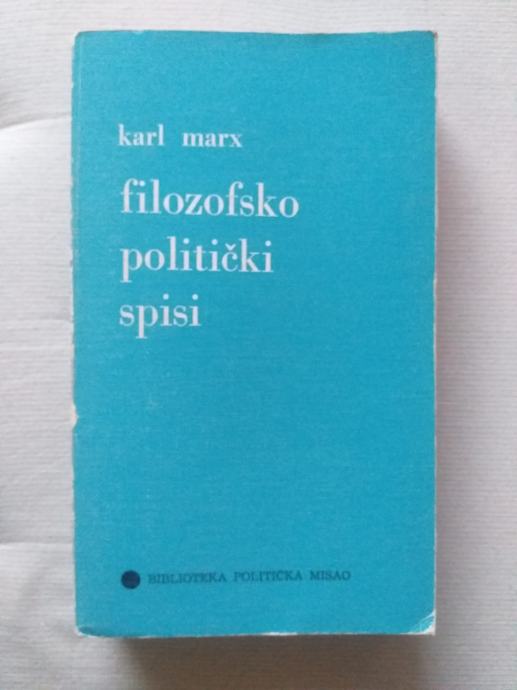 karl marx
filozofsko
politički
spisi
BIBLIOTEKA POLITIČKA MISAO